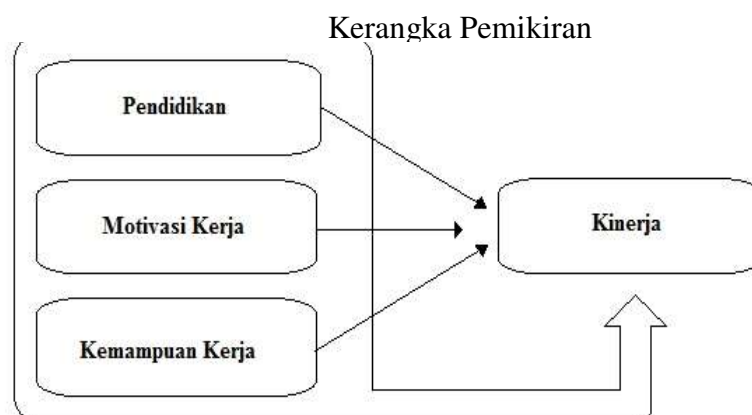 Kerangka Pemikiran
Pendidikan
Motivasi Kerja
Kinerja
Kemampuan Kerja